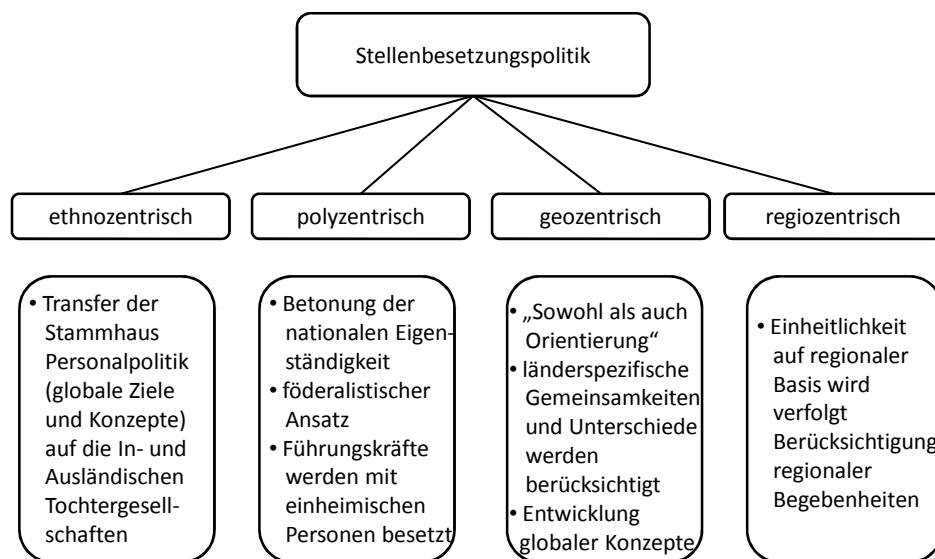 Stellenbesetzungspolitik
ethnozentrisch
polyzentrisch
geozentrisch
regiozentrisch
• Transfer der
Stammhaus
Personalpolitik
(globale Ziele
und Konzepte)
auf die In- und
Ausländischen
Tochtergesell-
schaften
• Betonung der
nationalen Eigen-
ständigkeit
• föderalistischer
Ansatz
• Führungskräfte
werden mit
einheimischen
Personen besetzt
• „Sowohl als auch
Orientierung“
• länderspezifische
Gemeinsamkeiten
und Unterschiede
werden
berücksichtigt
• Entwicklung
globaler Konzepte
• Einheitlichkeit
auf regionaler
Basis wird
verfolgt
Berücksichtigung
regionaler
Begebenheiten